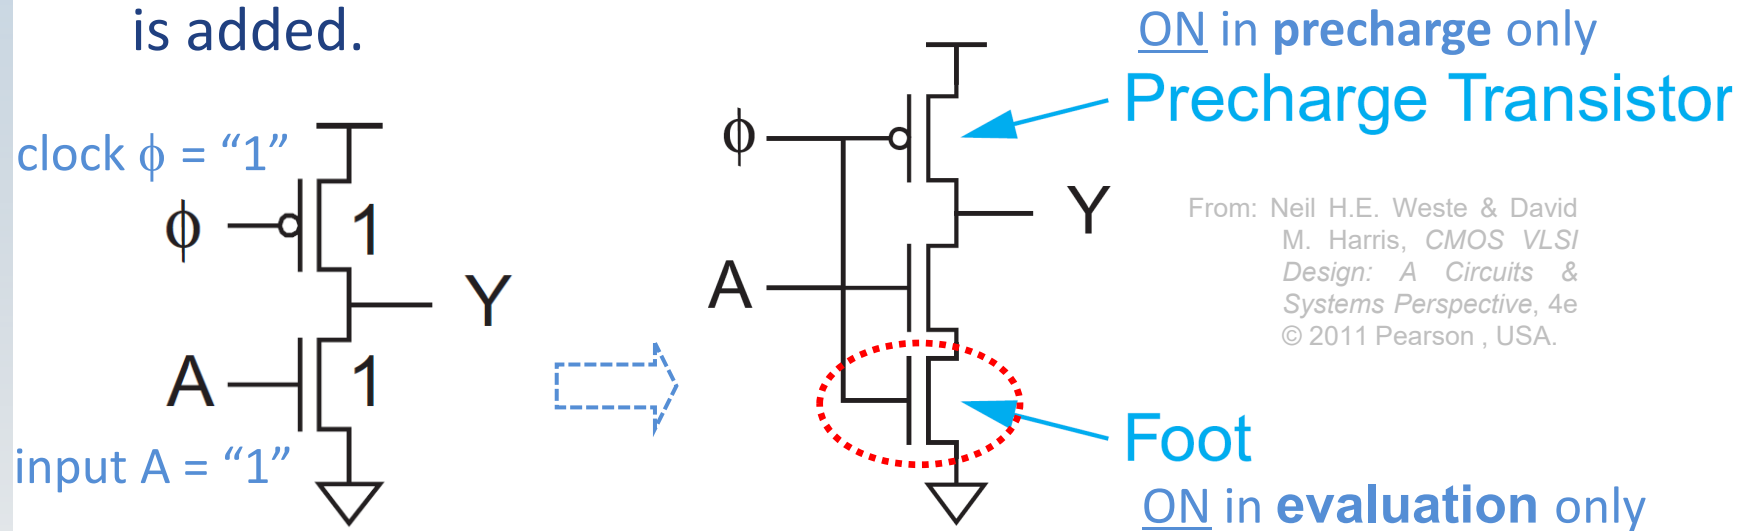 is added.
clock ϕ = “1”
ϕ
1
Y
A
1
input A = “1”
ON in precharge only
Precharge Transistor
ϕ
Y
A
From: Neil H.E. Weste & David
M. Harris, CMOS VLSI
Design: A Circuits &
Systems Perspective, 4e
© 2011 Pearson , USA.
Foot
ON in evaluation only